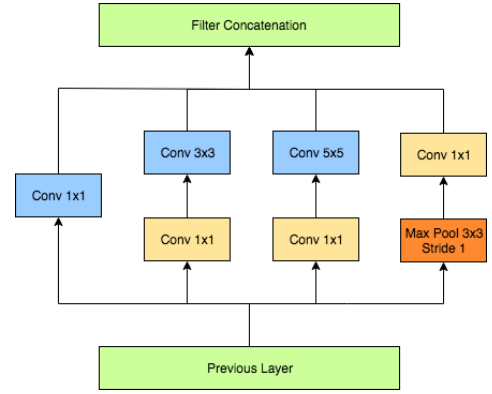 Filter Concatenation
Conv 3x3
Conv 5x5
Conv 1x1
Conv 1x1
Conv 1x1
Conv 1x1
Max Pool 3x3
Stride 1
Previous Layer